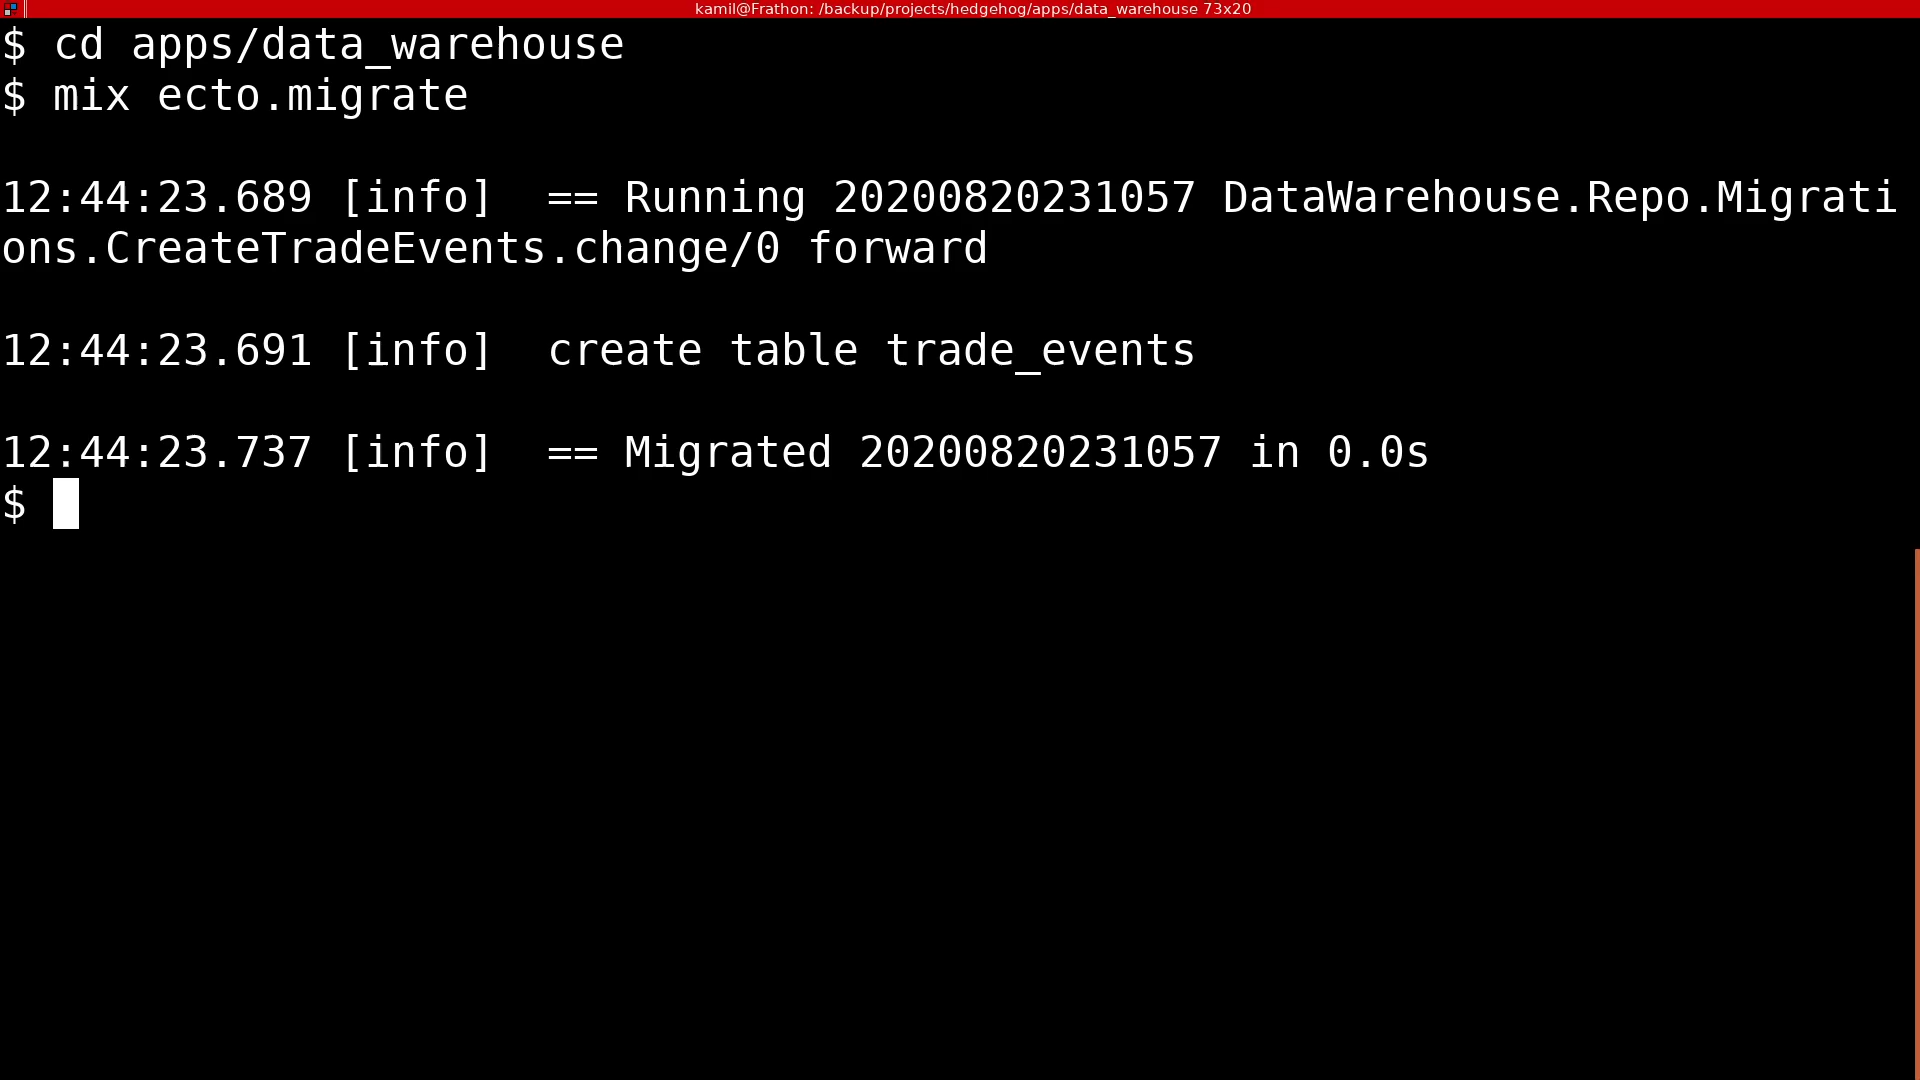 kamil@Frathon: /backup/projects/hedgehog/apps/data_warehouse 73x20
$ cd apps/data_warehouse
$ mix ecto.migrate
12:44:23.689 [info]  == Running 20200820231057 DataWarehouse.Repo.Migrati
ons.CreateTradeEvents.change/0 forward
12:44:23.691 [info]  create table trade_events
12:44:23.737 [info]  == Migrated 20200820231057 in 0.0s
$